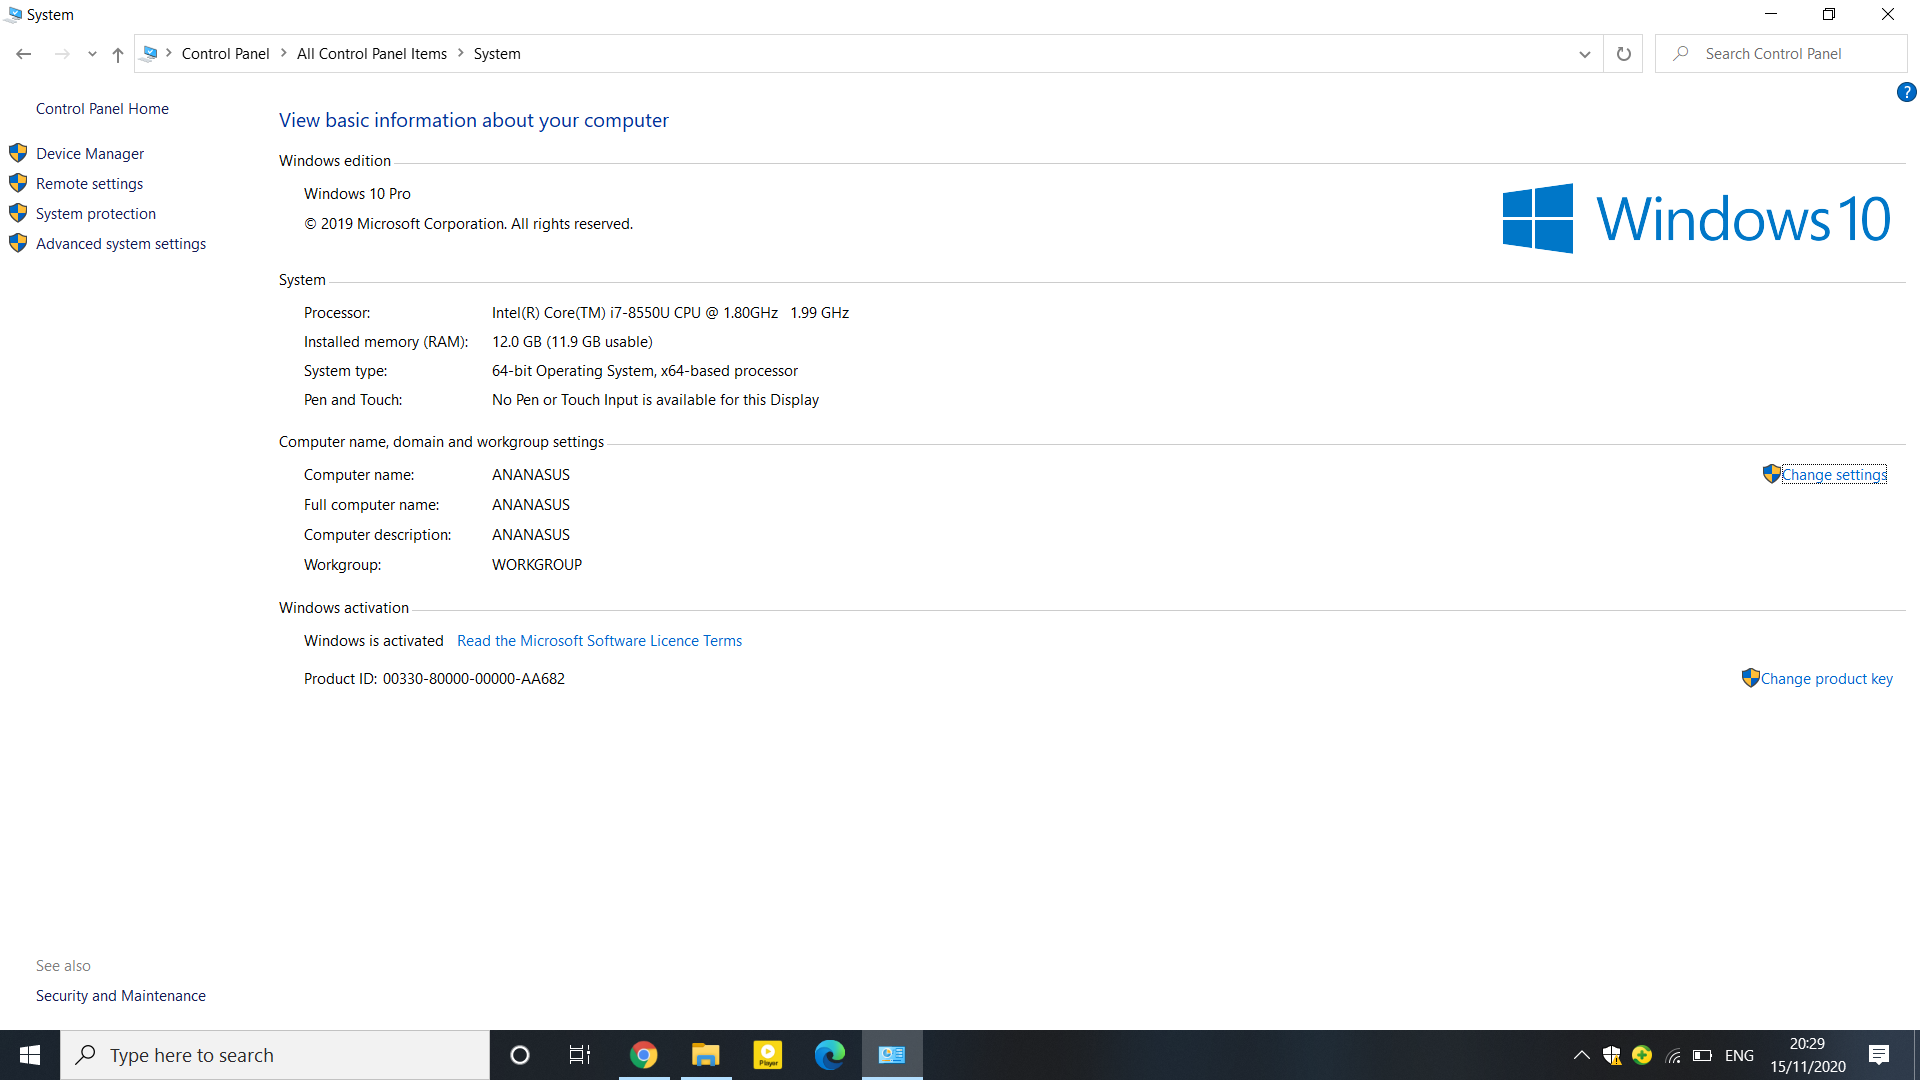 System
Control Panel All Control Panel Items System
Search Control Panel
Control Panel Home
Device Manager
Remote settings
System protection
Advanced system settings
?
View basic information about your computer
Windows edition
Windows 10 Pro
© 2019 Microsoft Corporation. All rights reserved.
Windows 10
System
Processor: Intel(R) Core(TM) i7-8550U CPU @ 1.80GHz 1.99 GHz
Installed memory (RAM): 12.0 GB (11.9 GB usable)
System type: 64-bit Operating System, x64-based processor
Pen and Touch: No Pen or Touch Input is available for this Display
Computer name, domain and workgroup settings
Computer name: ANANASUS
Change settings
Full computer name: ANANASUS
Computer description: ANANASUS
Workgroup: WORKGROUP
Windows activation
Windows is activated Read the Microsoft Software Licence Terms
Product ID: 00330-80000-00000-AA682
Change product key
See also
Security and Maintenance
Type here to search
Player
ENG
20:29
15/11/2020